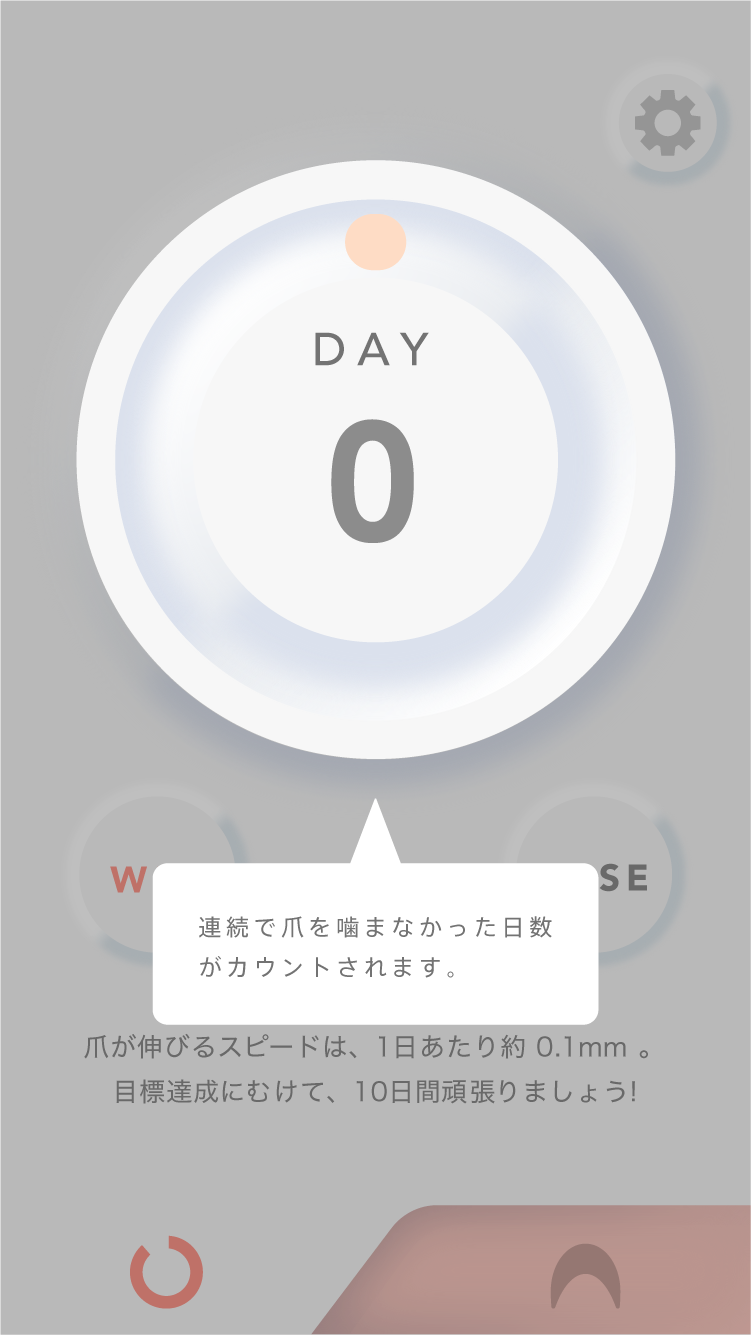 DAY
0
W
SE
連続で爪を噛まなかった日数
がカウントされます。
爪が伸びるスピードは、1日あたり約 0.1mm 。
目標達成にむけて、10日間頑張りましょう!